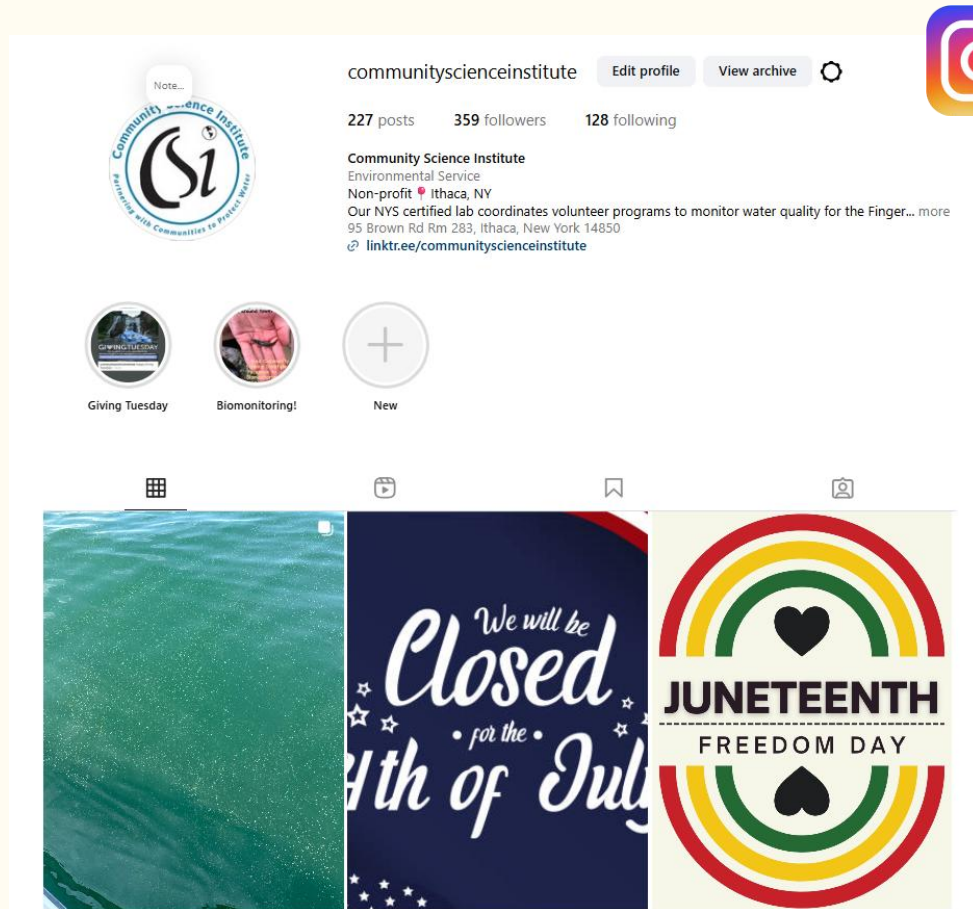 Note...
Community Science Institute
Partnering with Communities to Protect Water
CSi
communityscienceinstitute Edit profile View archive
227 posts 359 followers 128 following
Community Science Institute
Environmental Service
Non-profit 📍 Ithaca, NY
Our NYS certified lab coordinates volunteer programs to monitor water quality for the Finger... more
95 Brown Rd Rm 283, Ithaca, New York 14850
linktr.ee/communityscienceinstitute
GIVINGTUESDAY
Giving Tuesday Biomonitoring! New
We will be
Closed
• for the •
4th of July
JUNETEENTH
FREEDOM DAY